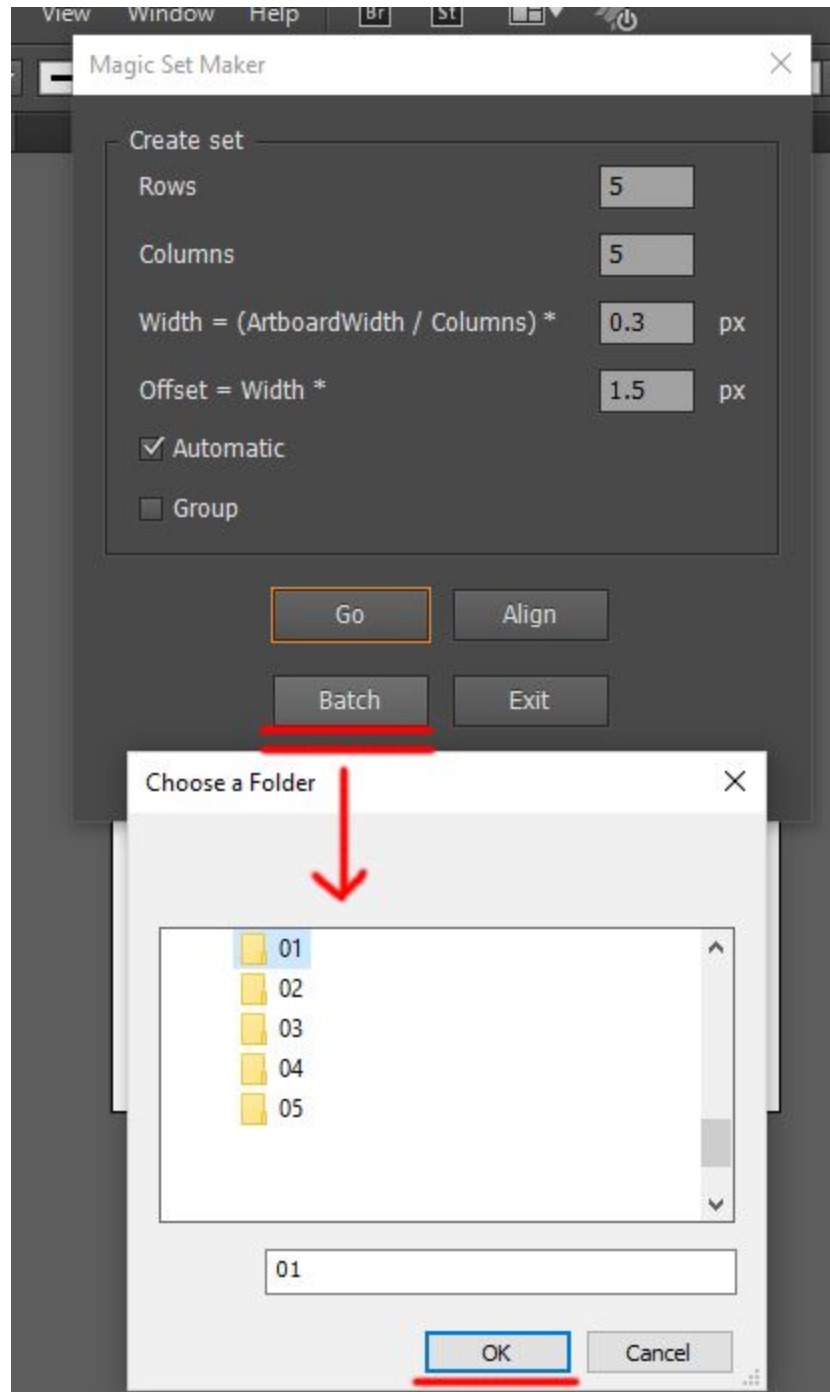 View Window Help Br St
Magic Set Maker
Create set
Rows 5
Columns 5
Width = (ArtboardWidth / Columns) * 0.3 px
Offset = Width * 1.5 px
Automatic
Group
Go Align
Batch Exit
Choose a Folder
01
02
03
04
05
01
OK Cancel